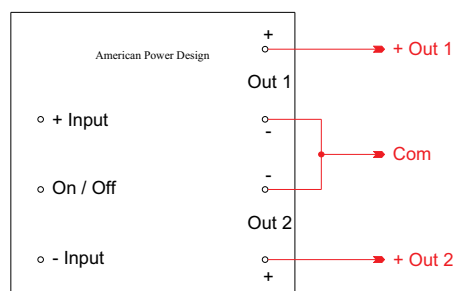 +
American Power Design
+ Out 1
Out 1
+ Input
-
Com
-
On / Off
Out 2
- Input
+ Out 2
+